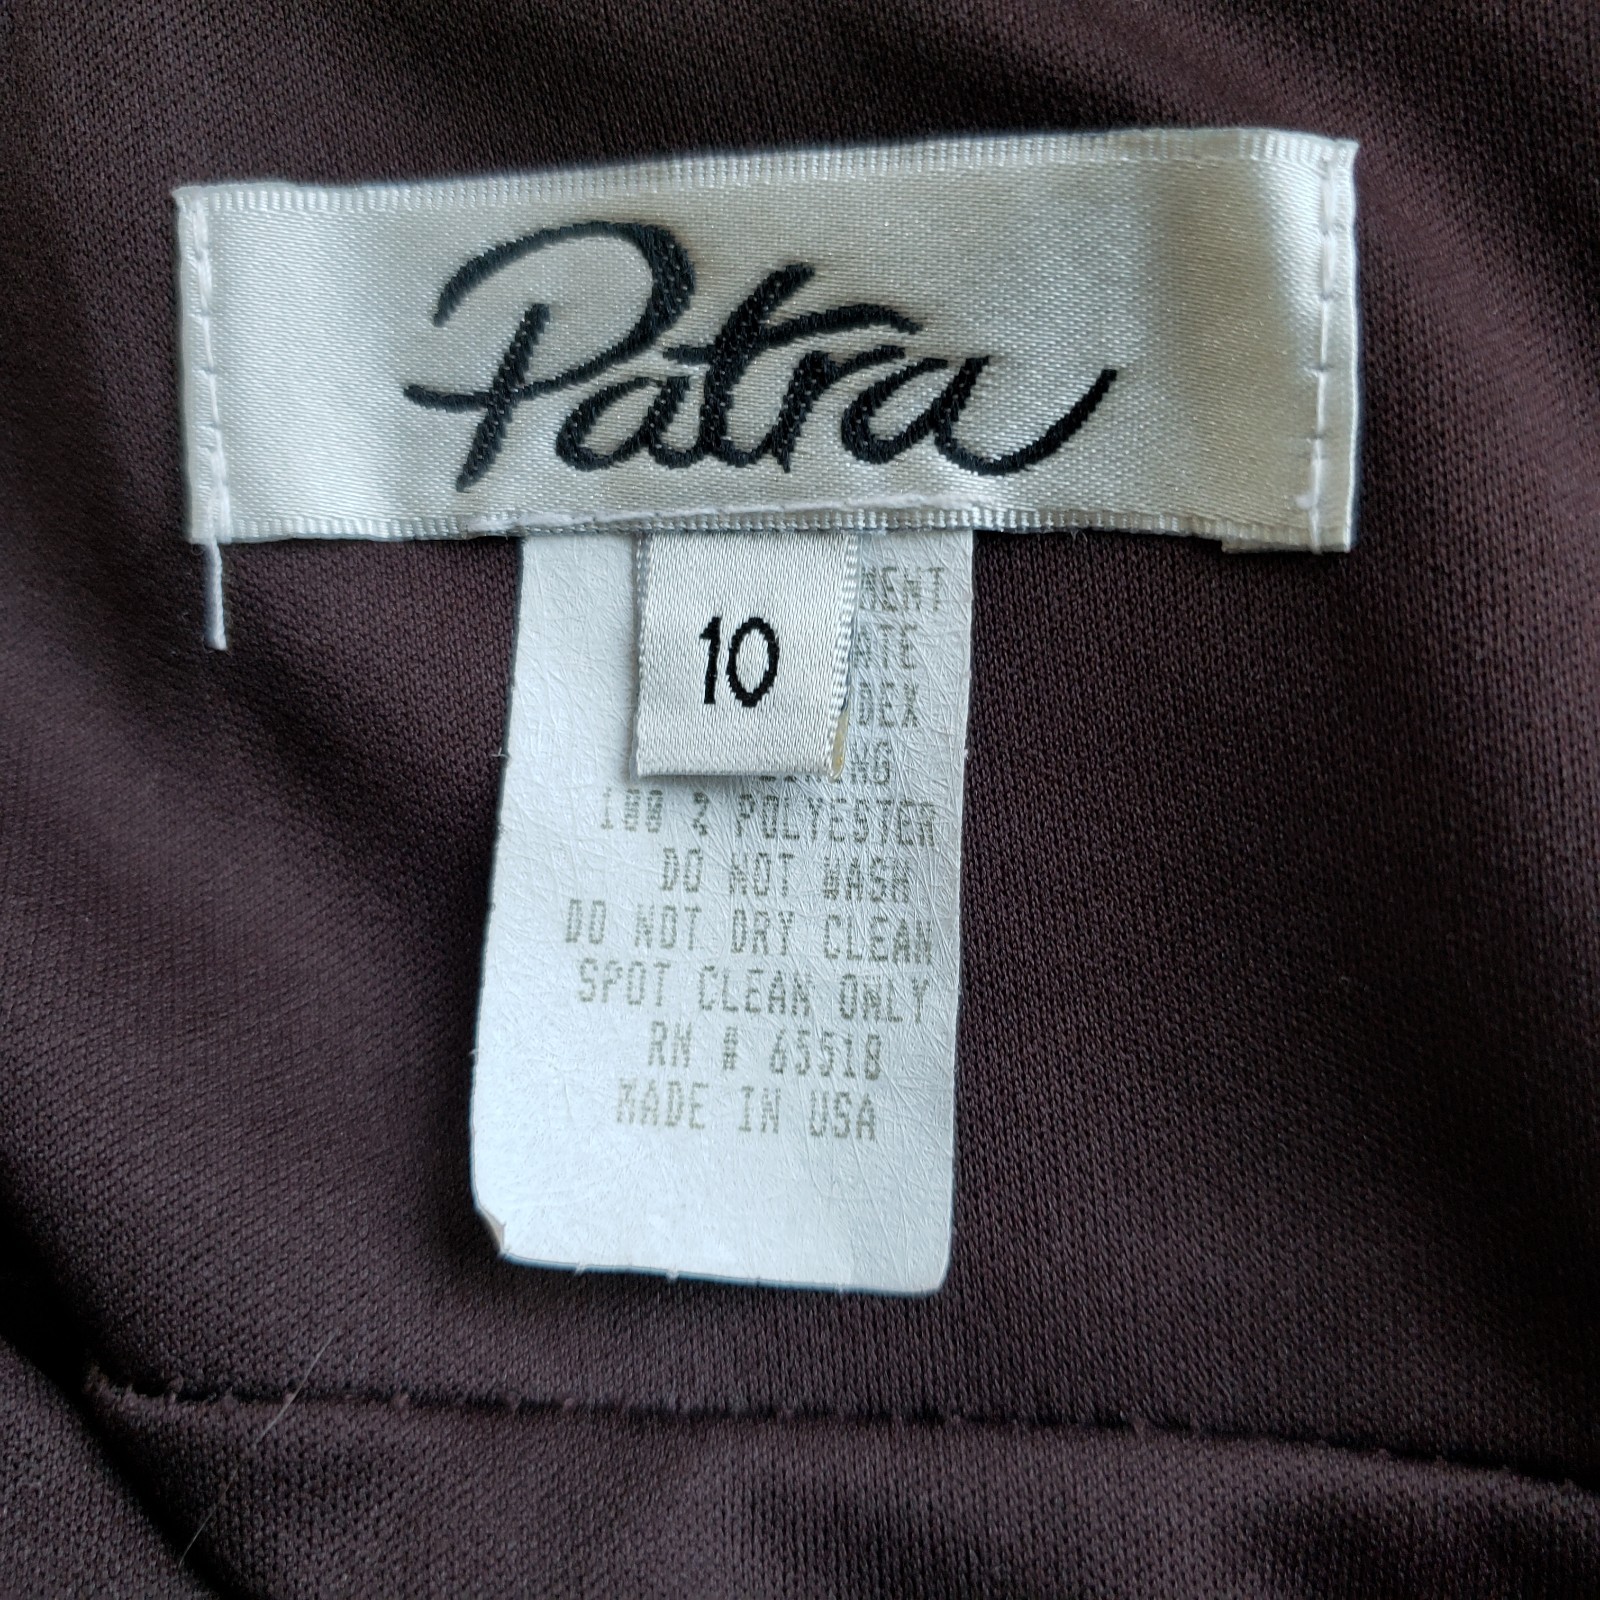 Patra
10
100 % POLYESTER
DO NOT WASH
DO NOT DRY CLEAN
SPOT CLEAN ONLY
RN # 65518
MADE IN USA